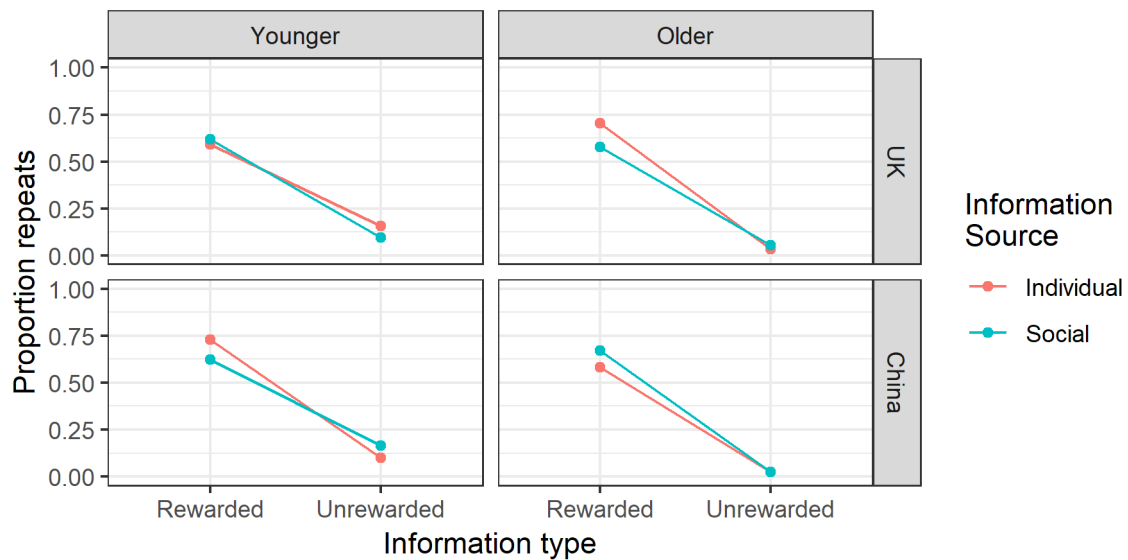 Younger
Older
1.00
0.75
0.50
0.25
0.00
UK
1.00
0.75
0.50
0.25
0.00
China
Proportion repeats
Rewarded
Unrewarded
Rewarded
Unrewarded
Information type
Information
Source
Individual
Social